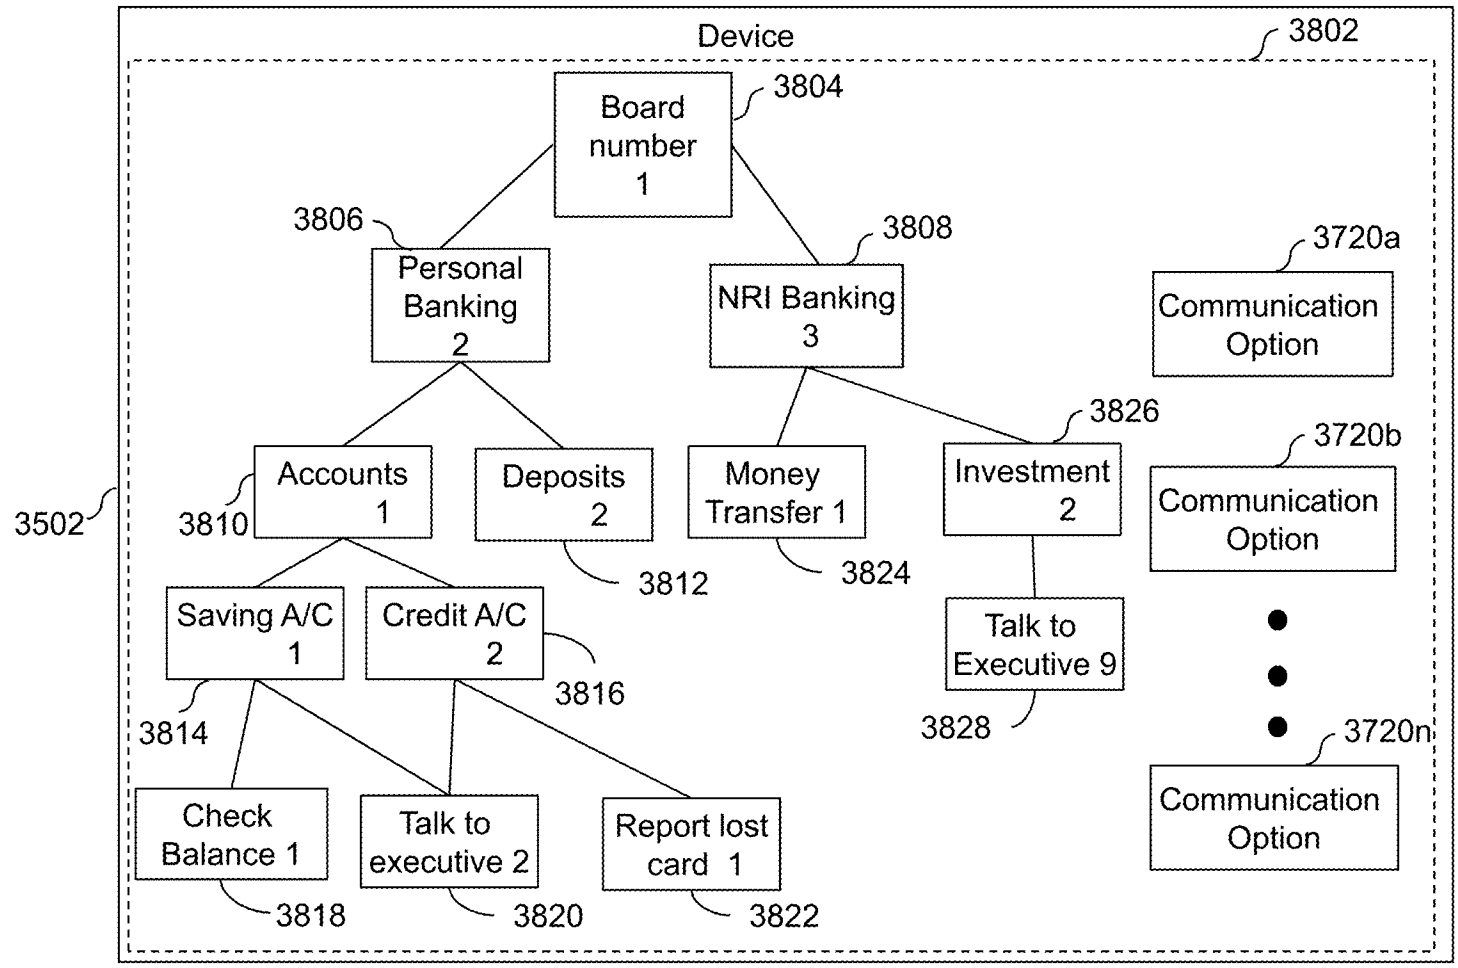 Device
3802
Board
number
1
3804
3806
Personal
Banking
2
3808
NRI Banking
3
3720a
Communication
Option
3502
Accounts
1
3810
Deposits
2
3812
Money
Transfer 1
3824
3826
Investment
2
3720b
Communication
Option
Saving A/C
1
3814
Credit A/C
2
3816
Talk to
Executive 9
3828
3720n
Communication
Option
Check
Balance 1
3818
Talk to
executive 2
3820
Report lost
card 1
3822